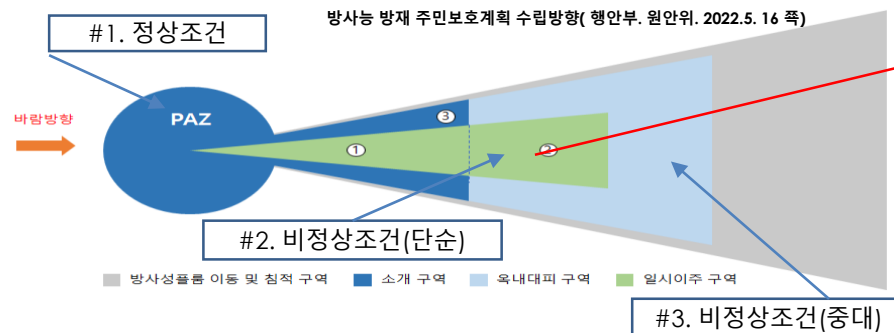 방사능 방재 주민보호계획 수립방향( 행안부. 원안위. 2022.5. 16 쪽)
#1. 정상조건
바람방향
PAZ
③
①
②
#2. 비정상조건(단순)
방사성플룸 이동 및 침적 구역
소개 구역
옥내대피 구역
일시이주 구역
#3. 비정상조건(중대)